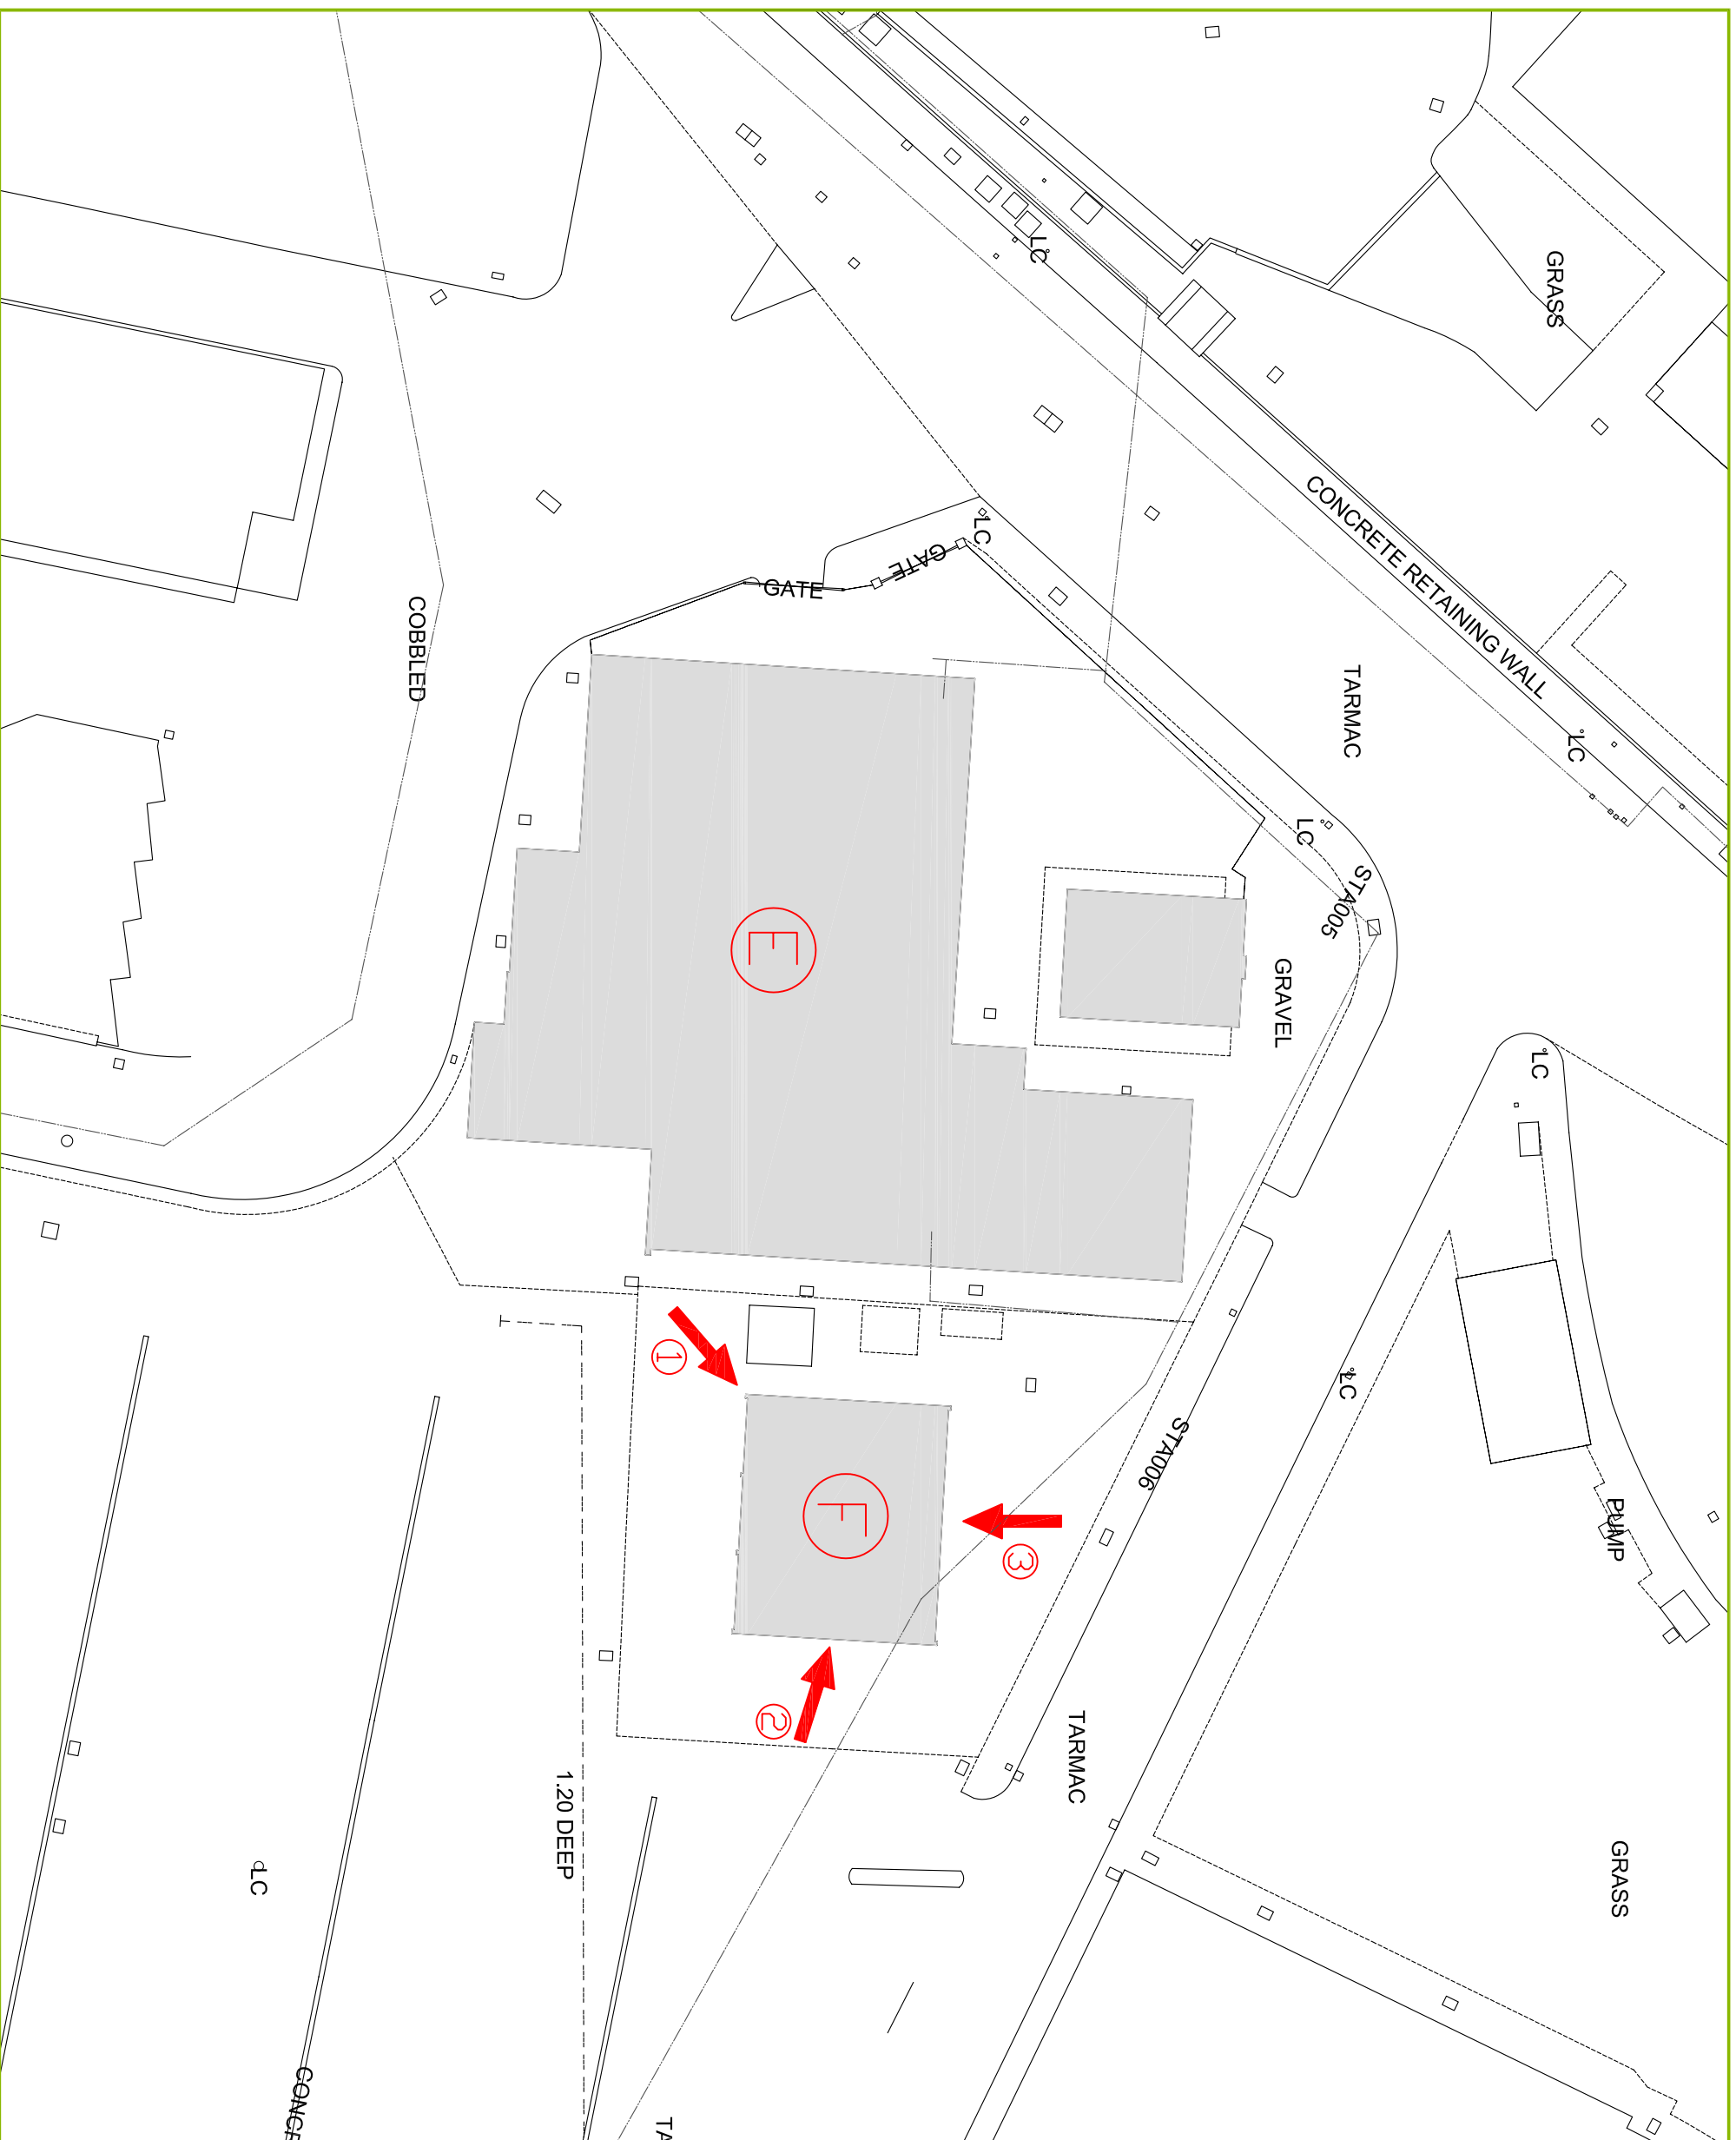 GRASS
LC
CONCRETE RETAINING WALL
GATE
LC
GATE
COBBLED
TARMAC
LC
LC
STA005
E
GRAVEL
LC
1
LC
STA006
F
3
PUMP
2
TARMAC
1.20 DEEP
LC
GRASS